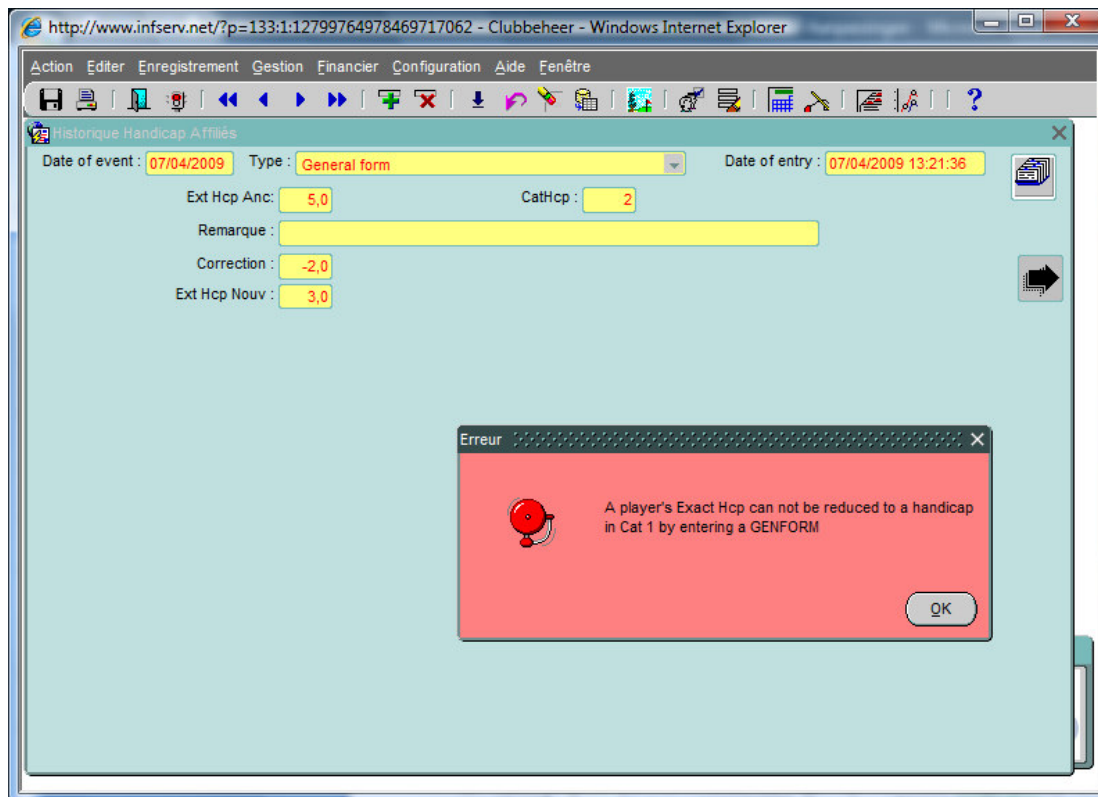 http://www.infserv.net/?p=133:1:12799764978469717062 - Clubbeheer - Windows Internet Explorer
Action Editer Enregistrement Gestion Financier Configuration Aide Fenêtre
Historique Handicap Affiliés
Date of event : 07/04/2009 Type : General form Date of entry : 07/04/2009 13:21:36
Ext Hcp Anc: 5,0 CatHcp : 2
Remarque :
Correction : -2,0
Ext Hcp Nouv : 3,0
Erreur
A player's Exact Hcp can not be reduced to a handicap
in Cat 1 by entering a GENFORM
OK